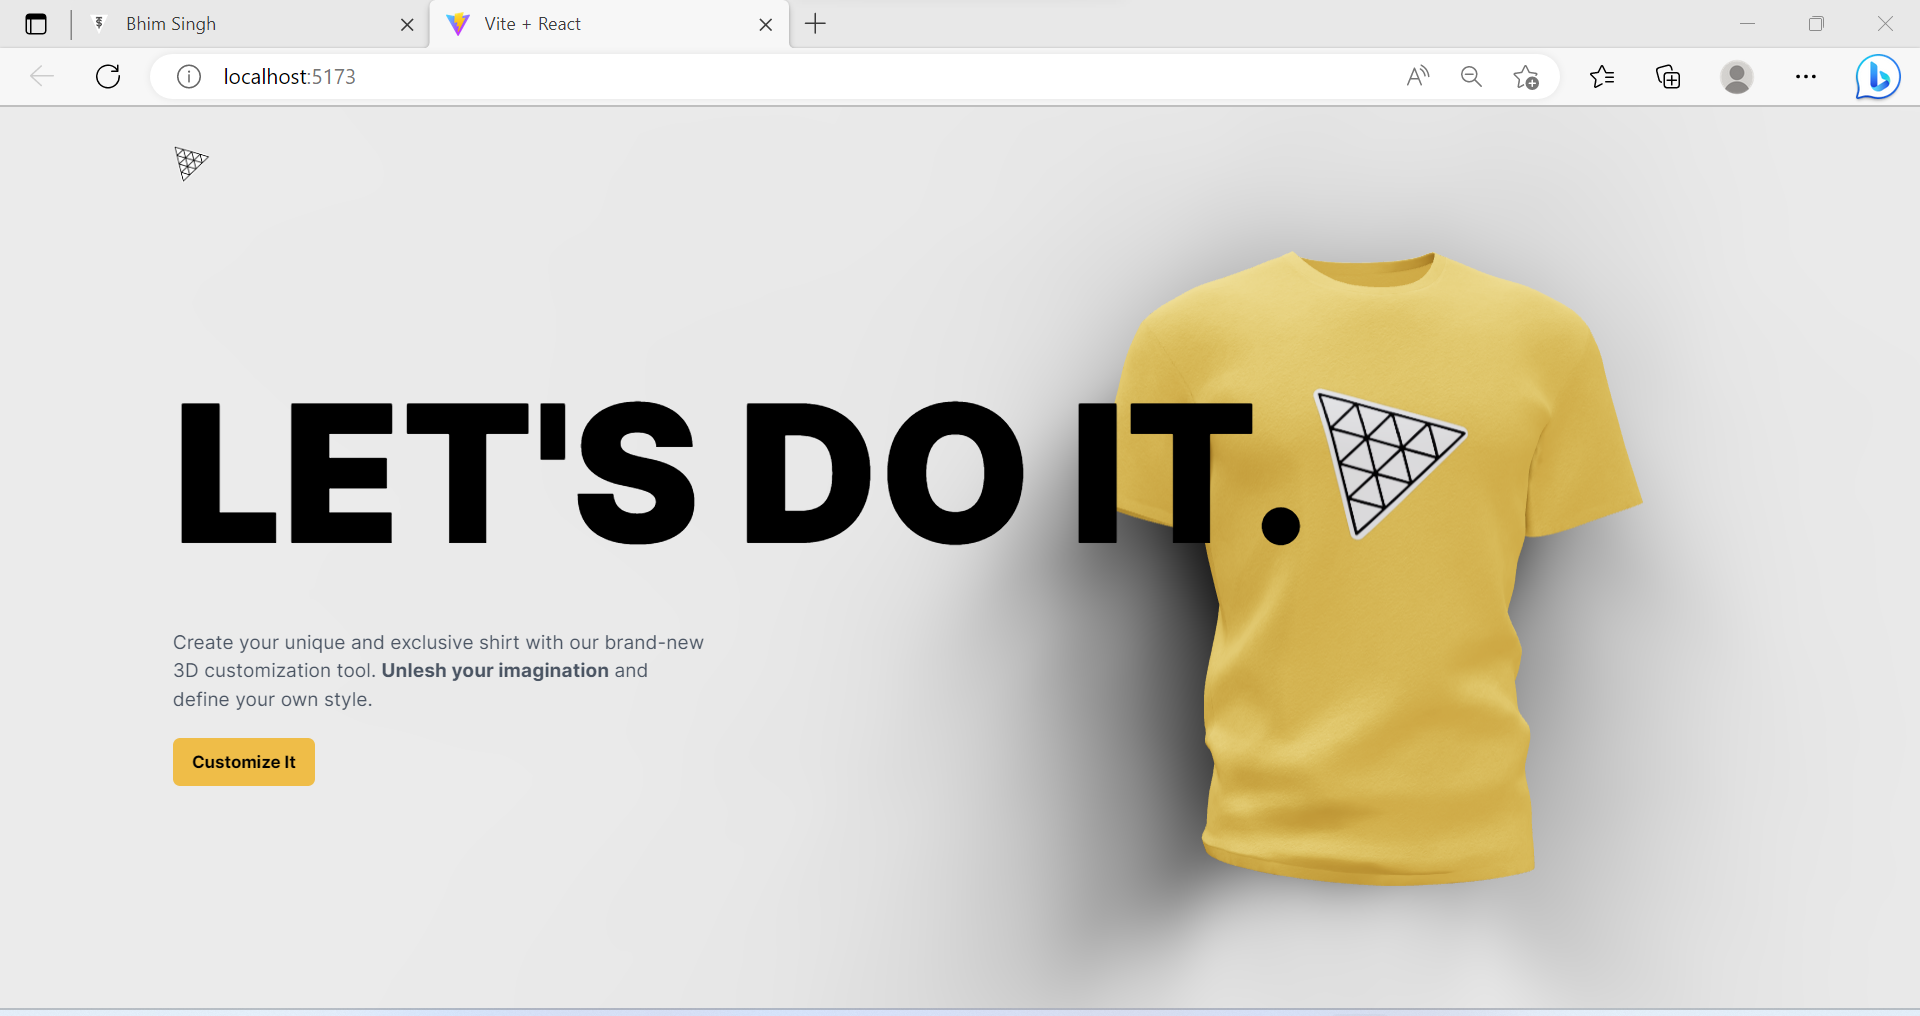 Bhim Singh
Vite + React
localhost:5173
LET'S DO IT.
Create your unique and exclusive shirt with our brand-new
3D customization tool. Unlesh your imagination and
define your own style.
Customize It